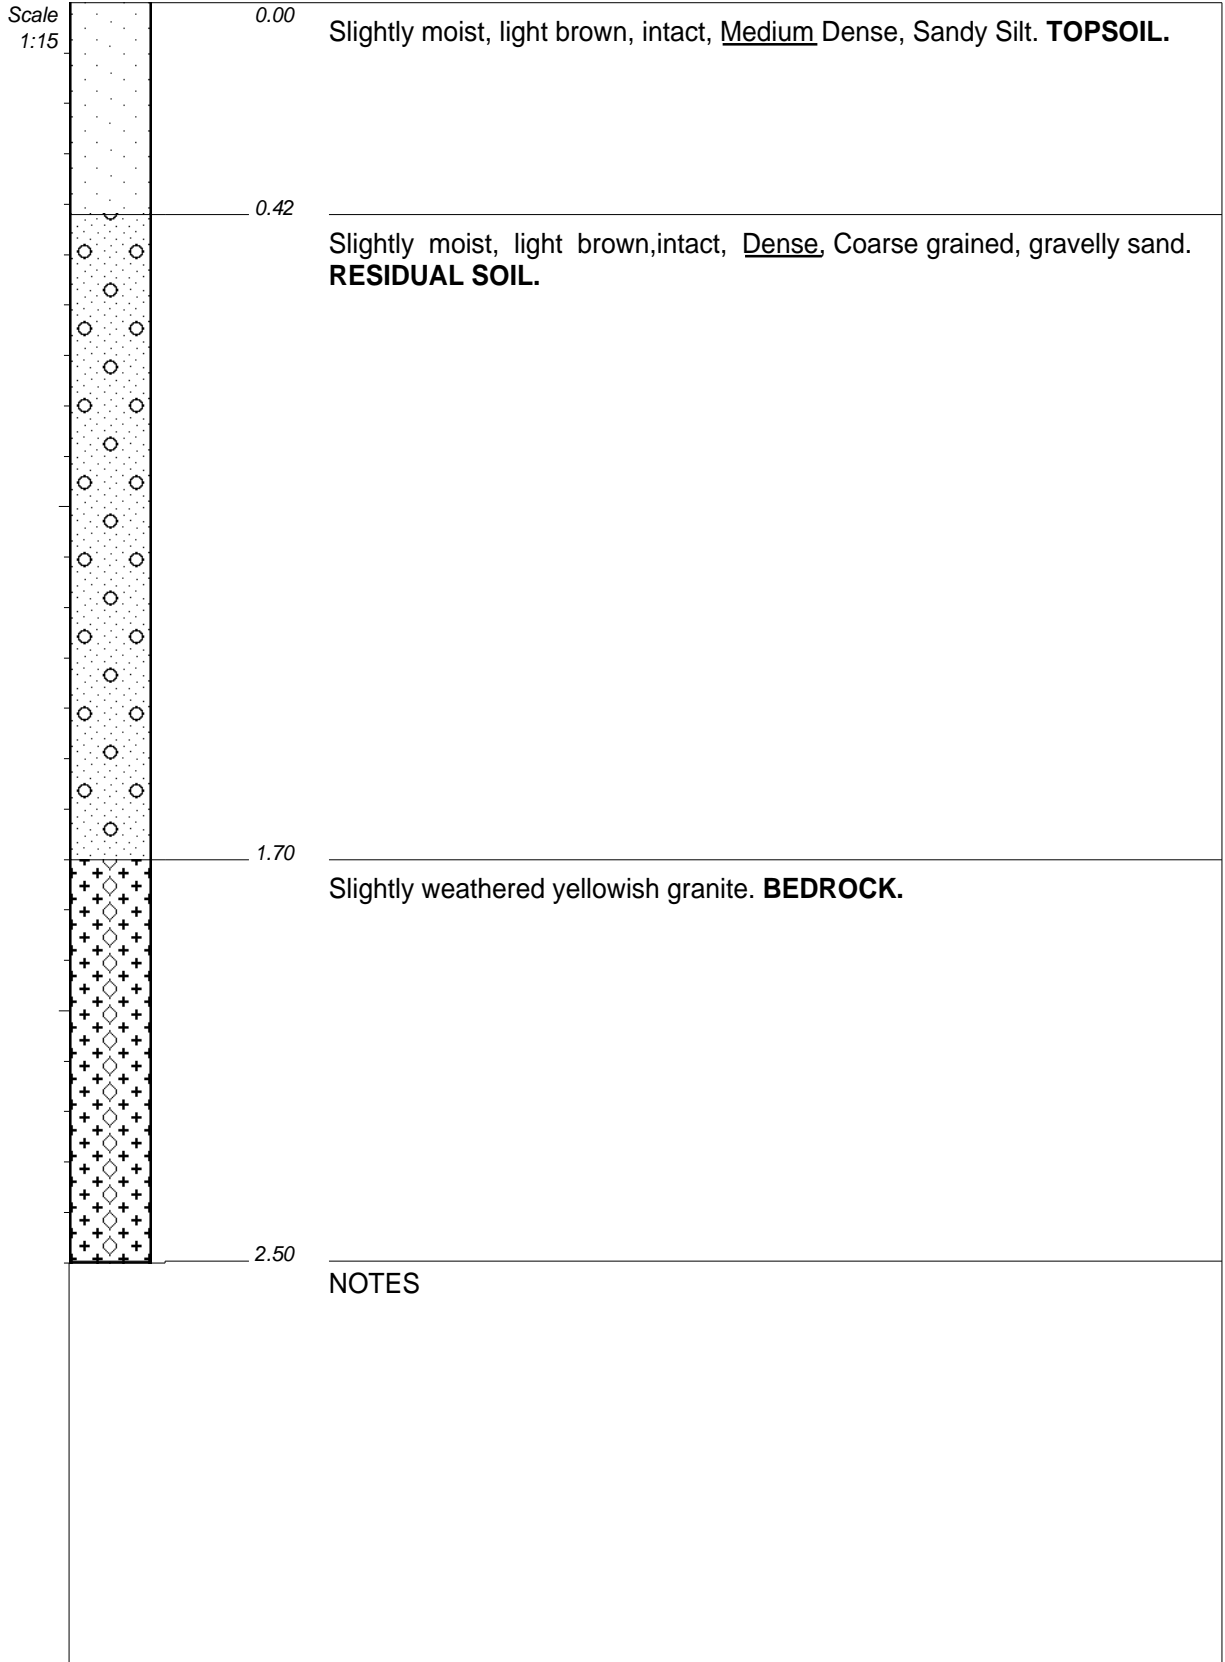 Scale
1:15
0.00
Slightly moist, light brown, intact, Medium Dense, Sandy Silt. TOPSOIL.
0.42
Slightly moist, light brown,intact, Dense, Coarse grained, gravelly sand.
RESIDUAL SOIL.
1.70
Slightly weathered yellowish granite. BEDROCK.
2.50
NOTES